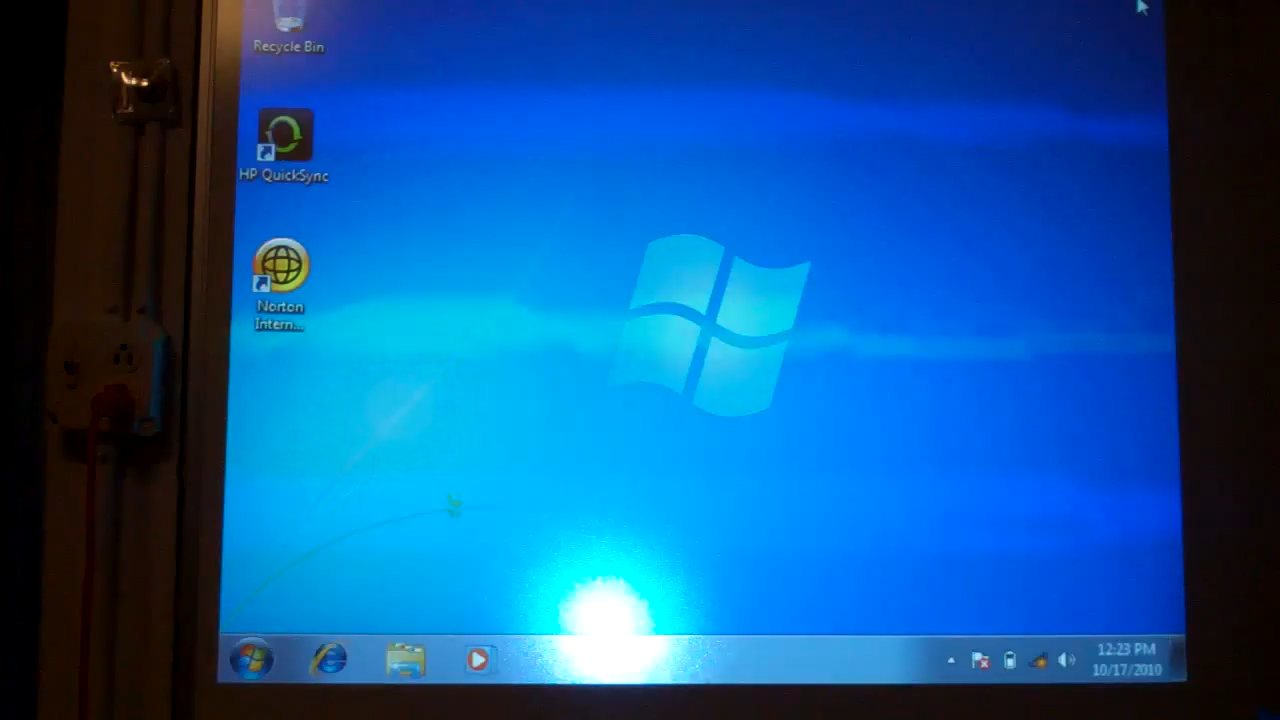 Recycle Bin
HP QuickSync
Norton
Intern...
12:23 PM
10/17/2010